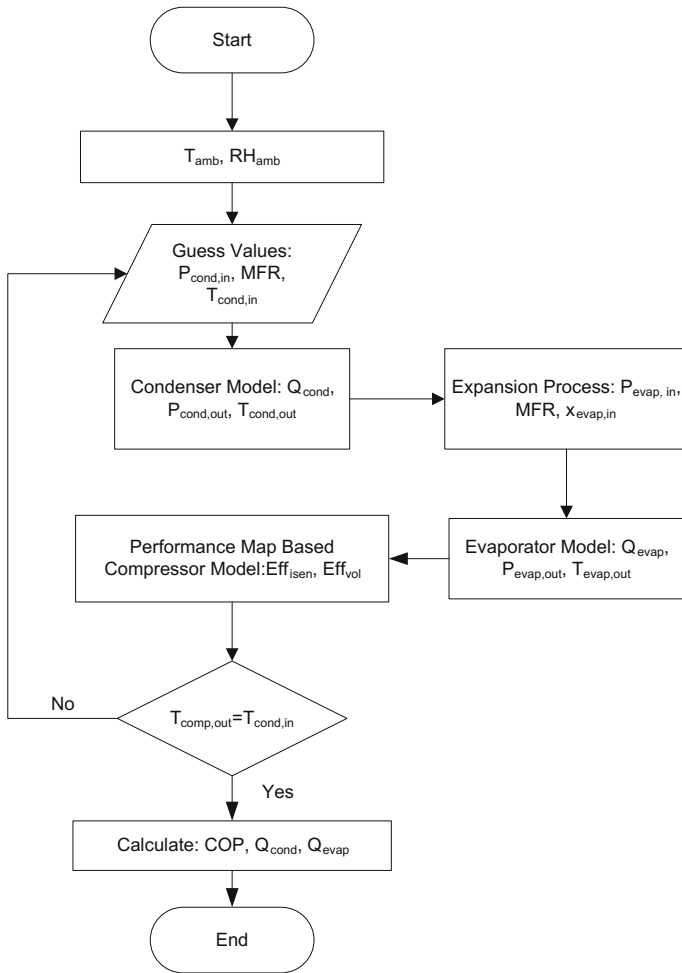 Start
T_amb, RH_amb
Guess Values:
P_cond,in, MFR,
T_cond,in
Condenser Model: Q_cond,
P_cond,out, T_cond,out
Expansion Process: P_evap, in,
MFR, x_evap,in
Evaporator Model: Q_evap,
P_evap,out, T_evap,out
Performance Map Based
Compressor Model:Eff_isen, Eff_vol
T_comp,out=T_cond,in
No
Yes
Calculate: COP, Q_cond, Q_evap
End